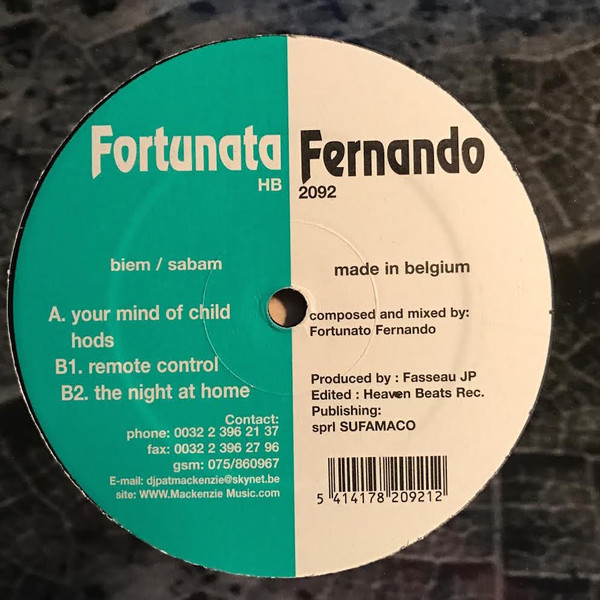 Fortunata Fernando
HB 2092
biem / sabam
made in belgium
A. your mind of child
hods
B1. remote control
B2. the night at home
Contact:
phone: 0032 2 396 21 37
fax: 0032 2 396 27 96
gsm: 075/860967
E-mail: djpatmackenzie@skynet.be
site: WWW.Mackenzie Music.com
composed and mixed by:
Fortunato Fernando
Produced by : Fasseau JP
Edited : Heaven Beats Rec.
Publishing:
sprl SUFAMACO
5 414178 209212